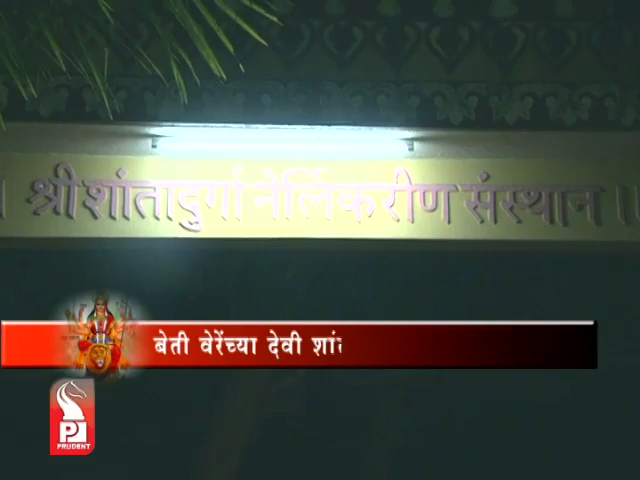 । श्री शांतादुर्गा नेर्लिकरीण संस्थान ।।
बेती वेरेंच्या देवी शां
PRUDENT